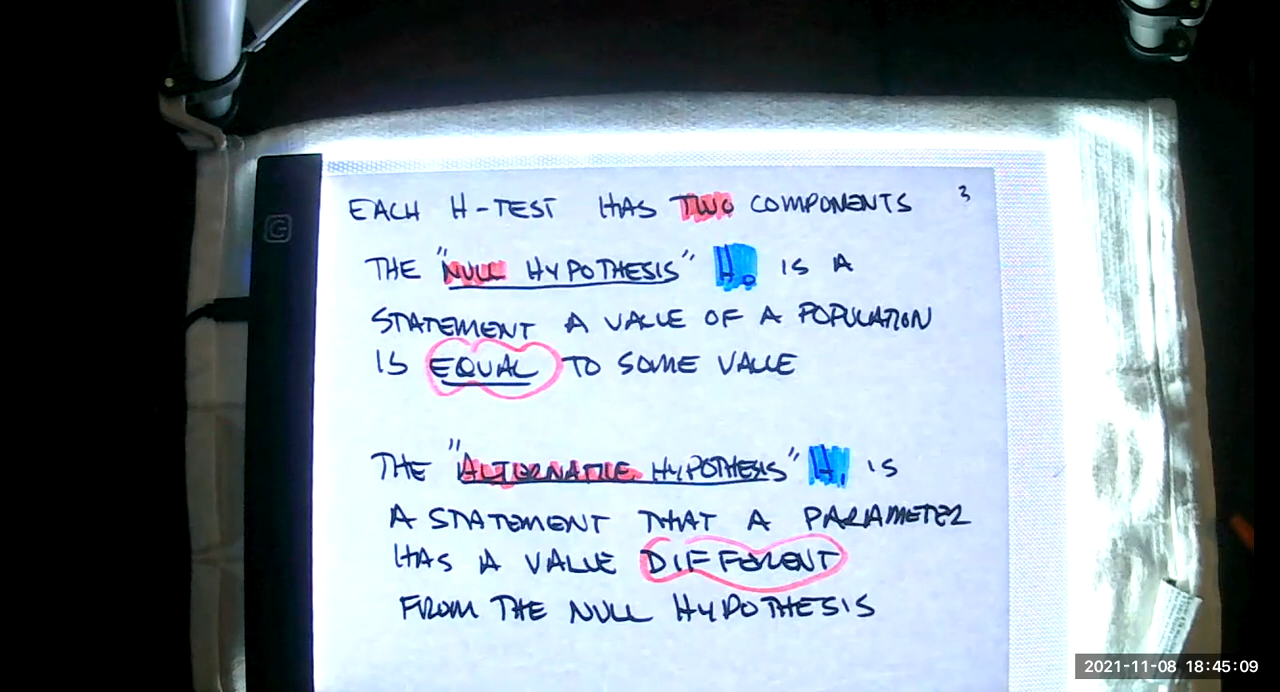 EACH H-TEST HAS TWO COMPONENTS 3
THE "NULL HYPOTHESIS" H₀ IS A
STATEMENT A VALUE OF A POPULATION
IS EQUAL TO SOME VALUE
THE "ALTERNATIVE HYPOTHESIS" H₁ IS
A STATEMENT THAT A PARAMETER
HAS A VALUE DIFFERENT
FROM THE NULL HYPOTHESIS
2021-11-08 18:45:09